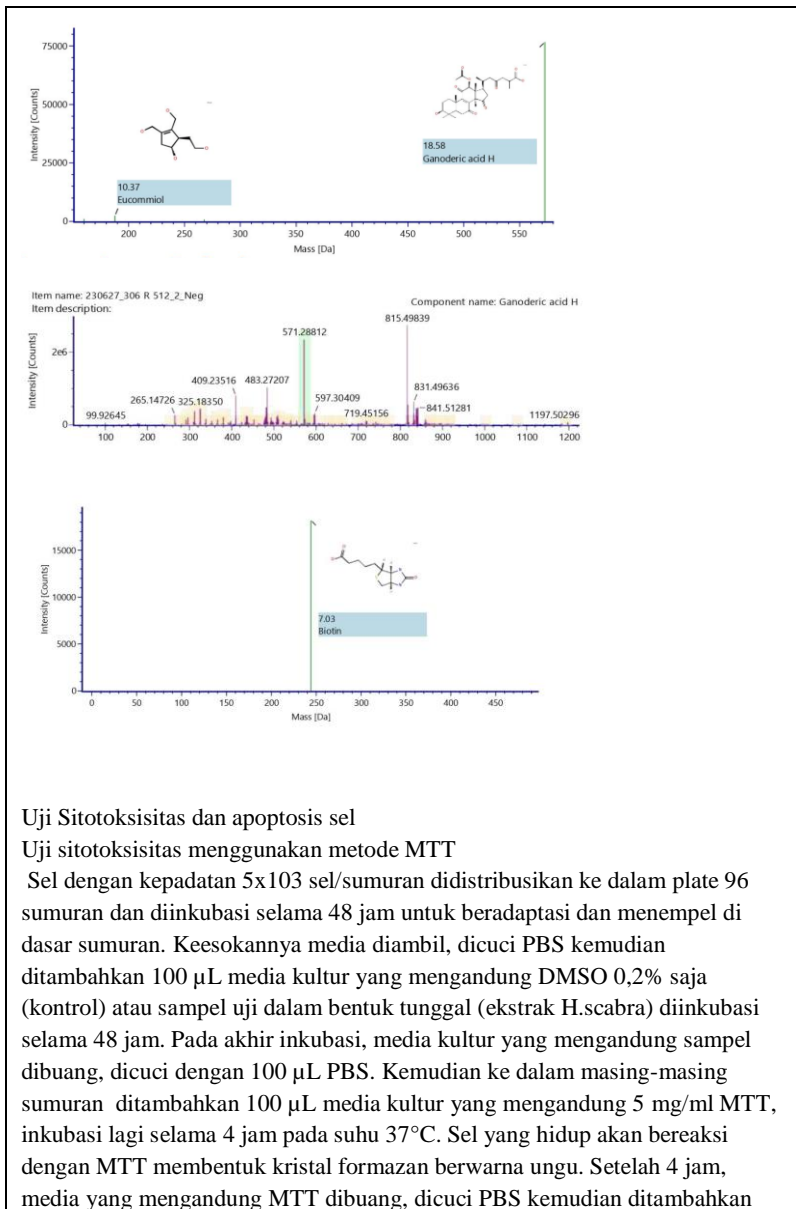 75000
50000
25000
0
Intensity [Counts]
10.37
Eucommiol
18.58
Ganoderic acid H
200 250 300 350 400 450 500 550
Mass [Da]
Item name: 230627_306 R 512_2_Neg
Item description:
Component name: Ganoderic acid H
Intensity [Counts]
2e6
0
99.92645
265.14726
325.18350
409.23516
483.27207
571.28812
597.30409
719.45156
815.49839
831.49636
841.51281
1197.50296
100 200 300 400 500 600 700 800 900 1000 1100 1200
15000
10000
5000
0
Intensity [Counts]
7.03
Biotin
0 50 100 150 200 250 300 350 400 450
Mass [Da]
Uji Sitotoksisitas dan apoptosis sel
Uji sitotoksisitas menggunakan metode MTT
Sel dengan kepadatan 5x103 sel/sumuran didistribusikan ke dalam plate 96
sumuran dan diinkubasi selama 48 jam untuk beradaptasi dan menempel di
dasar sumuran. Keesokannya media diambil, dicuci PBS kemudian
ditambahkan 100 µL media kultur yang mengandung DMSO 0,2% saja
(kontrol) atau sampel uji dalam bentuk tunggal (ekstrak H.scabra) diinkubasi
selama 48 jam. Pada akhir inkubasi, media kultur yang mengandung sampel
dibuang, dicuci dengan 100 µL PBS. Kemudian ke dalam masing-masing
sumuran ditambahkan 100 µL media kultur yang mengandung 5 mg/ml MTT,
inkubasi lagi selama 4 jam pada suhu 37°C. Sel yang hidup akan bereaksi
dengan MTT membentuk kristal formazan berwarna ungu. Setelah 4 jam,
media yang mengandung MTT dibuang, dicuci PBS kemudian ditambahkan